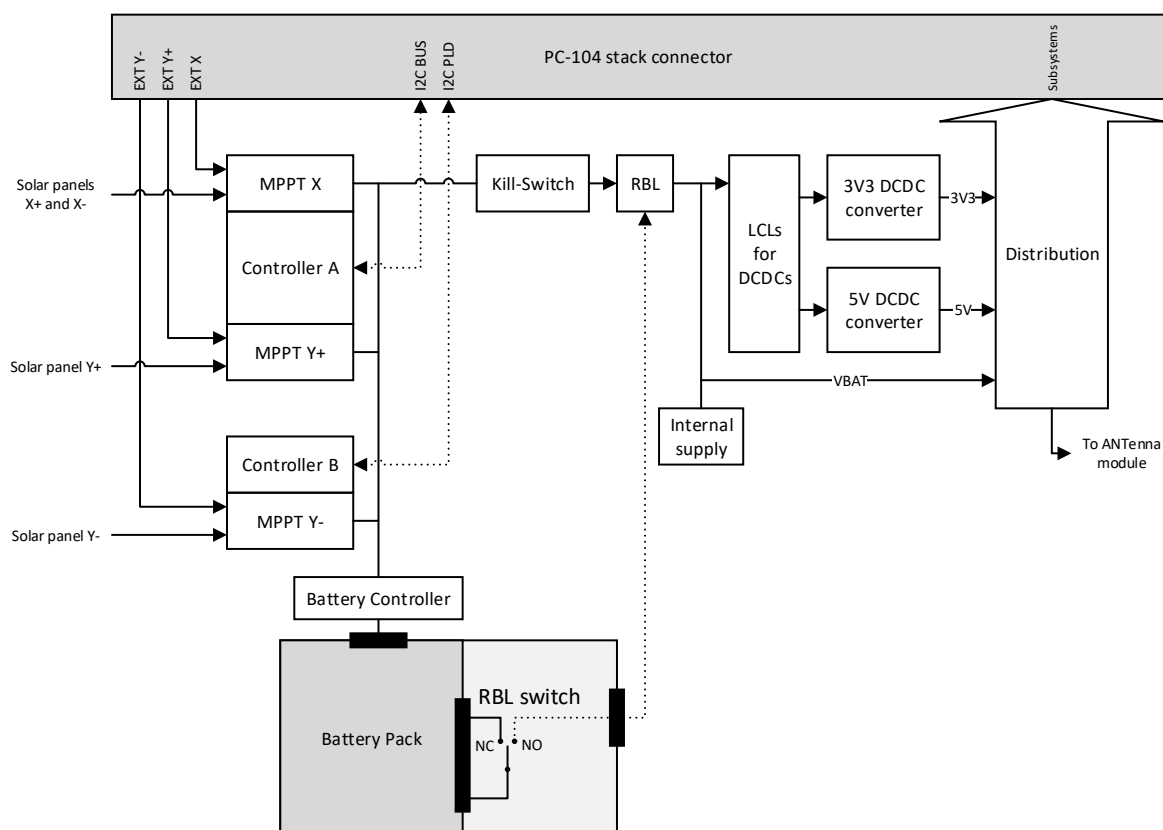 EXT Y-
EXT Y+
EXT X
I2C BUS
I2C PLD
PC-104 stack connector
Subsystems
Solar panels
X+ and X-
MPPT X
Controller A
MPPT Y+
Solar panel Y+
Kill-Switch
RBL
LCLs
for
DCDCs
3V3 DCDC
converter
3V3
5V DCDC
converter
5V
Distribution
VBAT
Internal
supply
To ANTenna
module
Controller B
MPPT Y-
Solar panel Y-
Battery Controller
Battery Pack
RBL switch
NC
NO